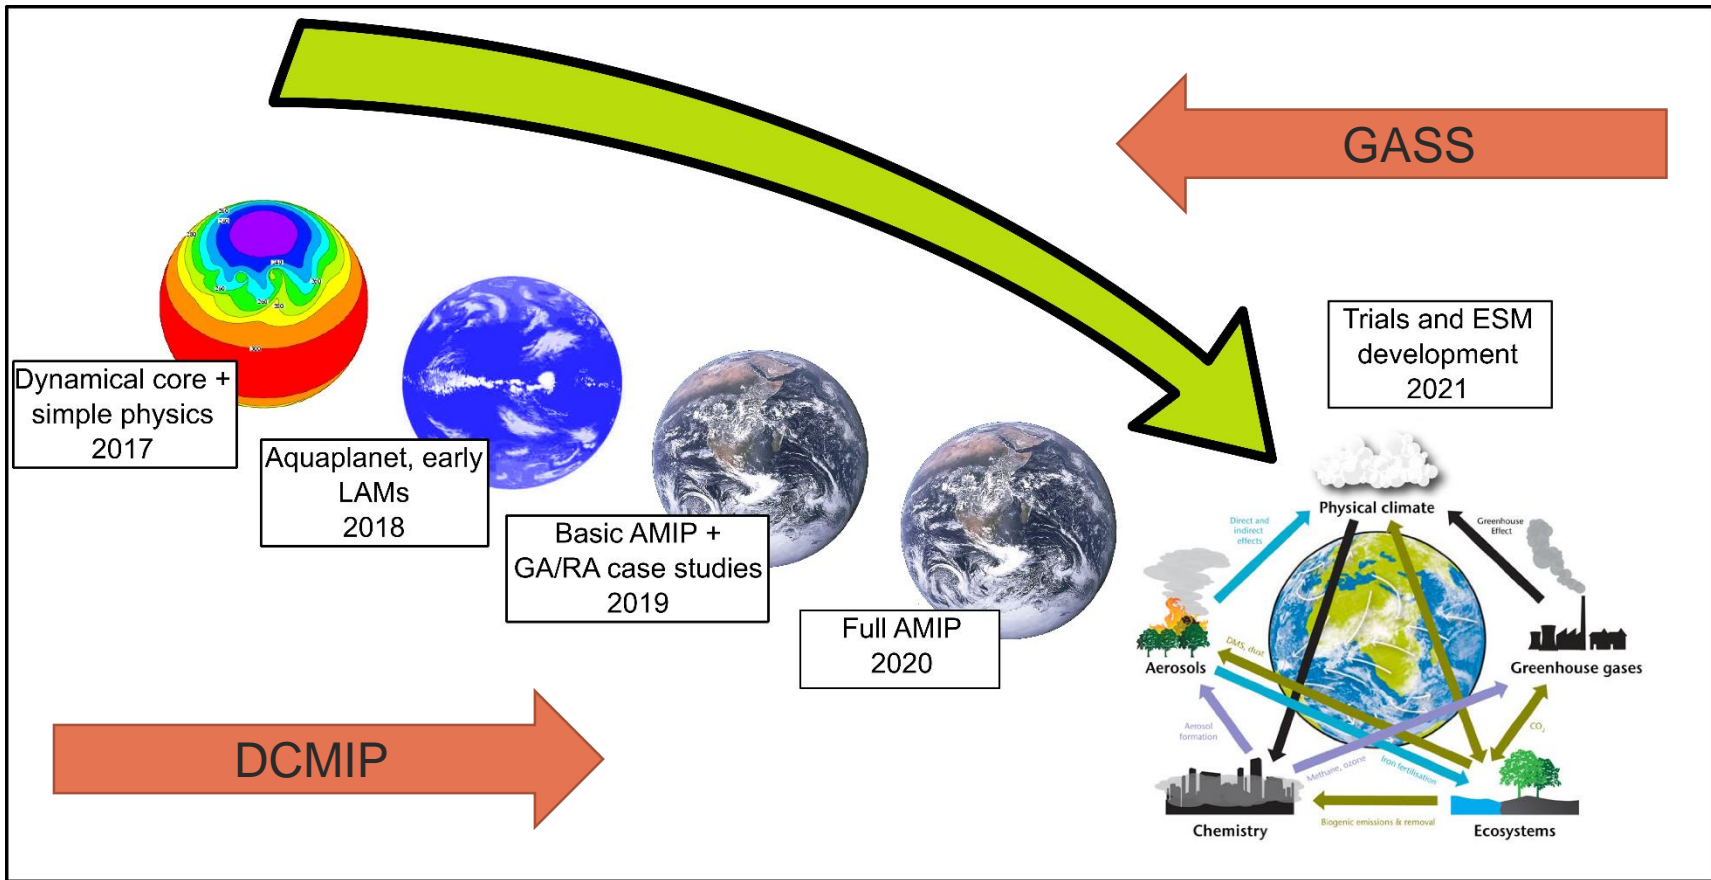 GASS
Dynamical core +
simple physics
2017
Aquaplanet, early
LAMs
2018
Basic AMIP +
GA/RA case studies
2019
Full AMIP
2020
Trials and ESM
development
2021
Physical climate
Direct and
indirect
effects
Greenhouse
Effect
Aerosols
DMS, dust
Greenhouse gases
Aerosol
formation
CO₂
Methane, ozone
Iron fertilisation
Chemistry
Biogenic emissions & removal
Ecosystems
DCMIP